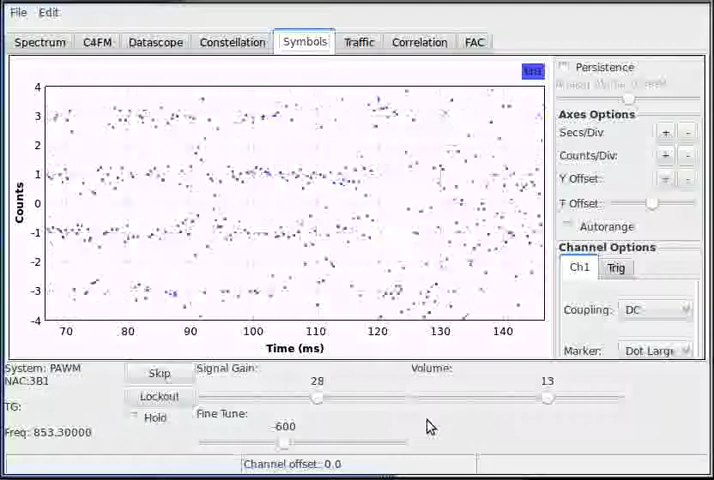 File Edit
Spectrum C4FM Datascope Constellation Symbols Traffic Correlation FAC
Persistence
Axes Options
Secs/Div: + -
Counts/Div: + -
Y Offset: + -
T Offset:
Autorange
Channel Options
Ch1 Trig
Coupling: DC
Marker: Dot Large
Counts
4
3
2
1
0
-1
-2
-3
-4
70 80 90 100 110 120 130 140
Time (ms)
System: PAWM
NAC:3B1
TG:
Freq: 853.30000
Skip
Lockout
Hold
Signal Gain:
28
Volume:
13
Fine Tune:
-600
Channel offset: 0.0